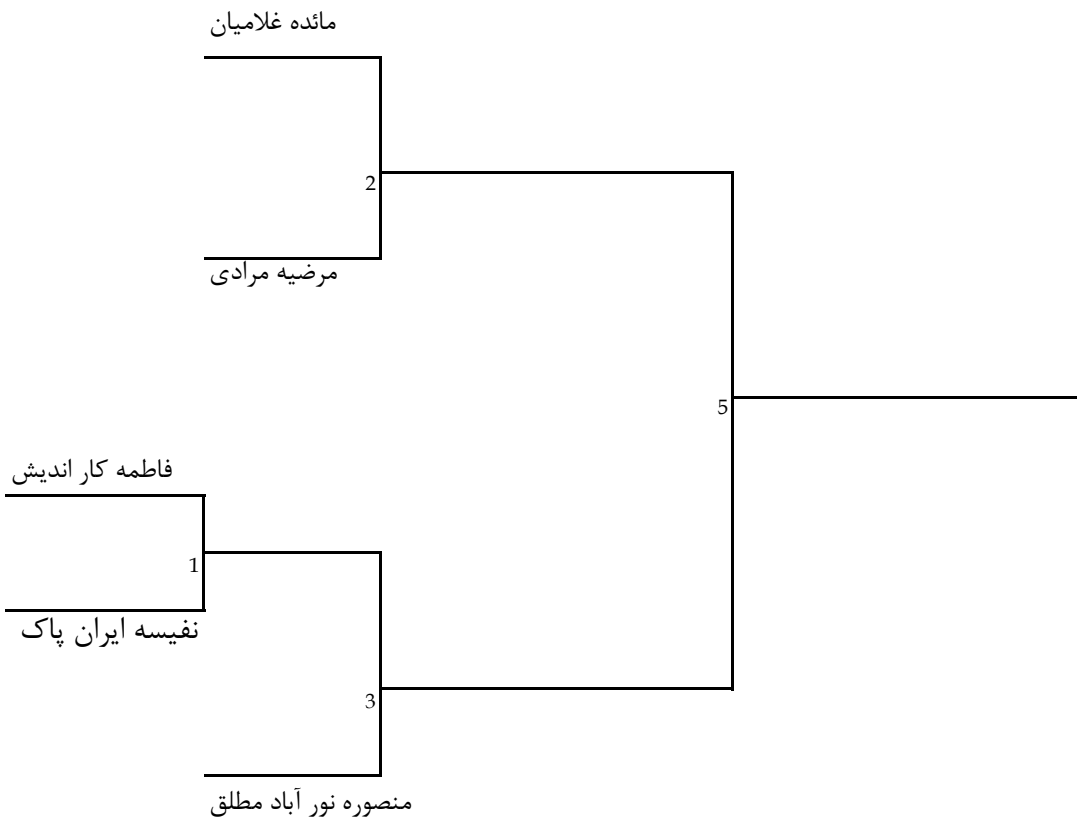 مائده غلامیان
2
مرضیه مرادی
5
فاطمه کار اندیش
1
نفیسه ایران پاک
3
منصوره نور آباد مطلق